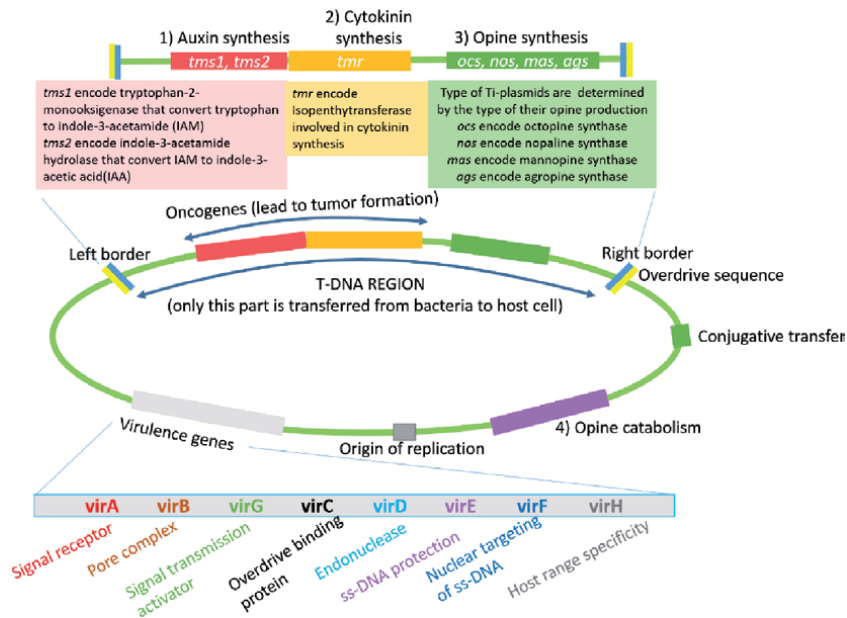 1) Auxin synthesis
2) Cytokinin
synthesis
3) Opine synthesis
tms1, tms2
tmr
ocs, nos, mas, ags
tms1 encode tryptophan-2-
monooksigenase that convert tryptophan
to indole-3-acetamide (IAM)
tms2 encode indole-3-acetamide
hydrolase that convert IAM to indole-3-
acetic acid(IAA)
tmr encode
Isopenthytransferase
involved in cytokinin
synthesis
Type of Ti-plasmids are determined
by the type of their opine production
ocs encode octopine synthase
nos encode nopaline synthase
mas encode mannopine synthase
ags encode agropine synthase
Oncogenes (lead to tumor formation)
Left border
Right border
Overdrive sequence
T-DNA REGION
(only this part is transferred from bacteria to host cell)
Conjugative transfer
Virulence genes
Origin of replication
4) Opine catabolism
virA
virB
virG
virC
virD
virE
virF
virH
Signal receptor
Pore complex
Signal transmission
activator
Overdrive binding
protein
Endonuclease
ss-DNA protection
Nuclear targeting
of ss-DNA
Host range specificity